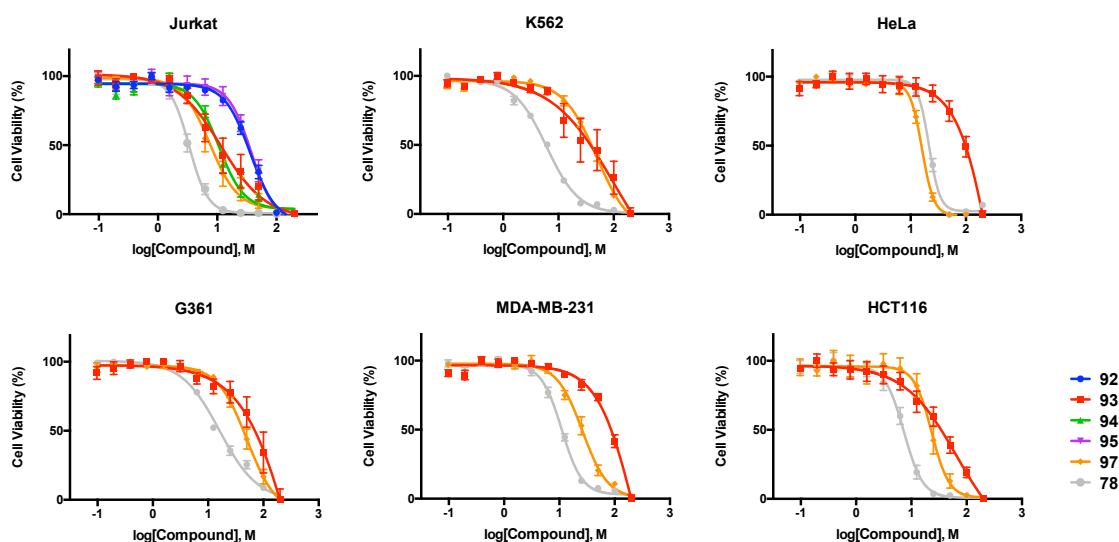 Jurkat
K562
HeLa
Cell Viability (%)
100
50
0
-1 0 1 2 3
log[Compound], M
Cell Viability (%)
100
50
0
-1 0 1 2 3
log[Compound], M
Cell Viability (%)
100
50
0
-1 0 1 2 3
log[Compound], M
G361
MDA-MB-231
HCT116
Cell Viability (%)
100
50
0
-1 0 1 2 3
log[Compound], M
Cell Viability (%)
100
50
0
-1 0 1 2 3
log[Compound], M
Cell Viability (%)
100
50
0
-1 0 1 2 3
log[Compound], M
92
93
94
95
97
78